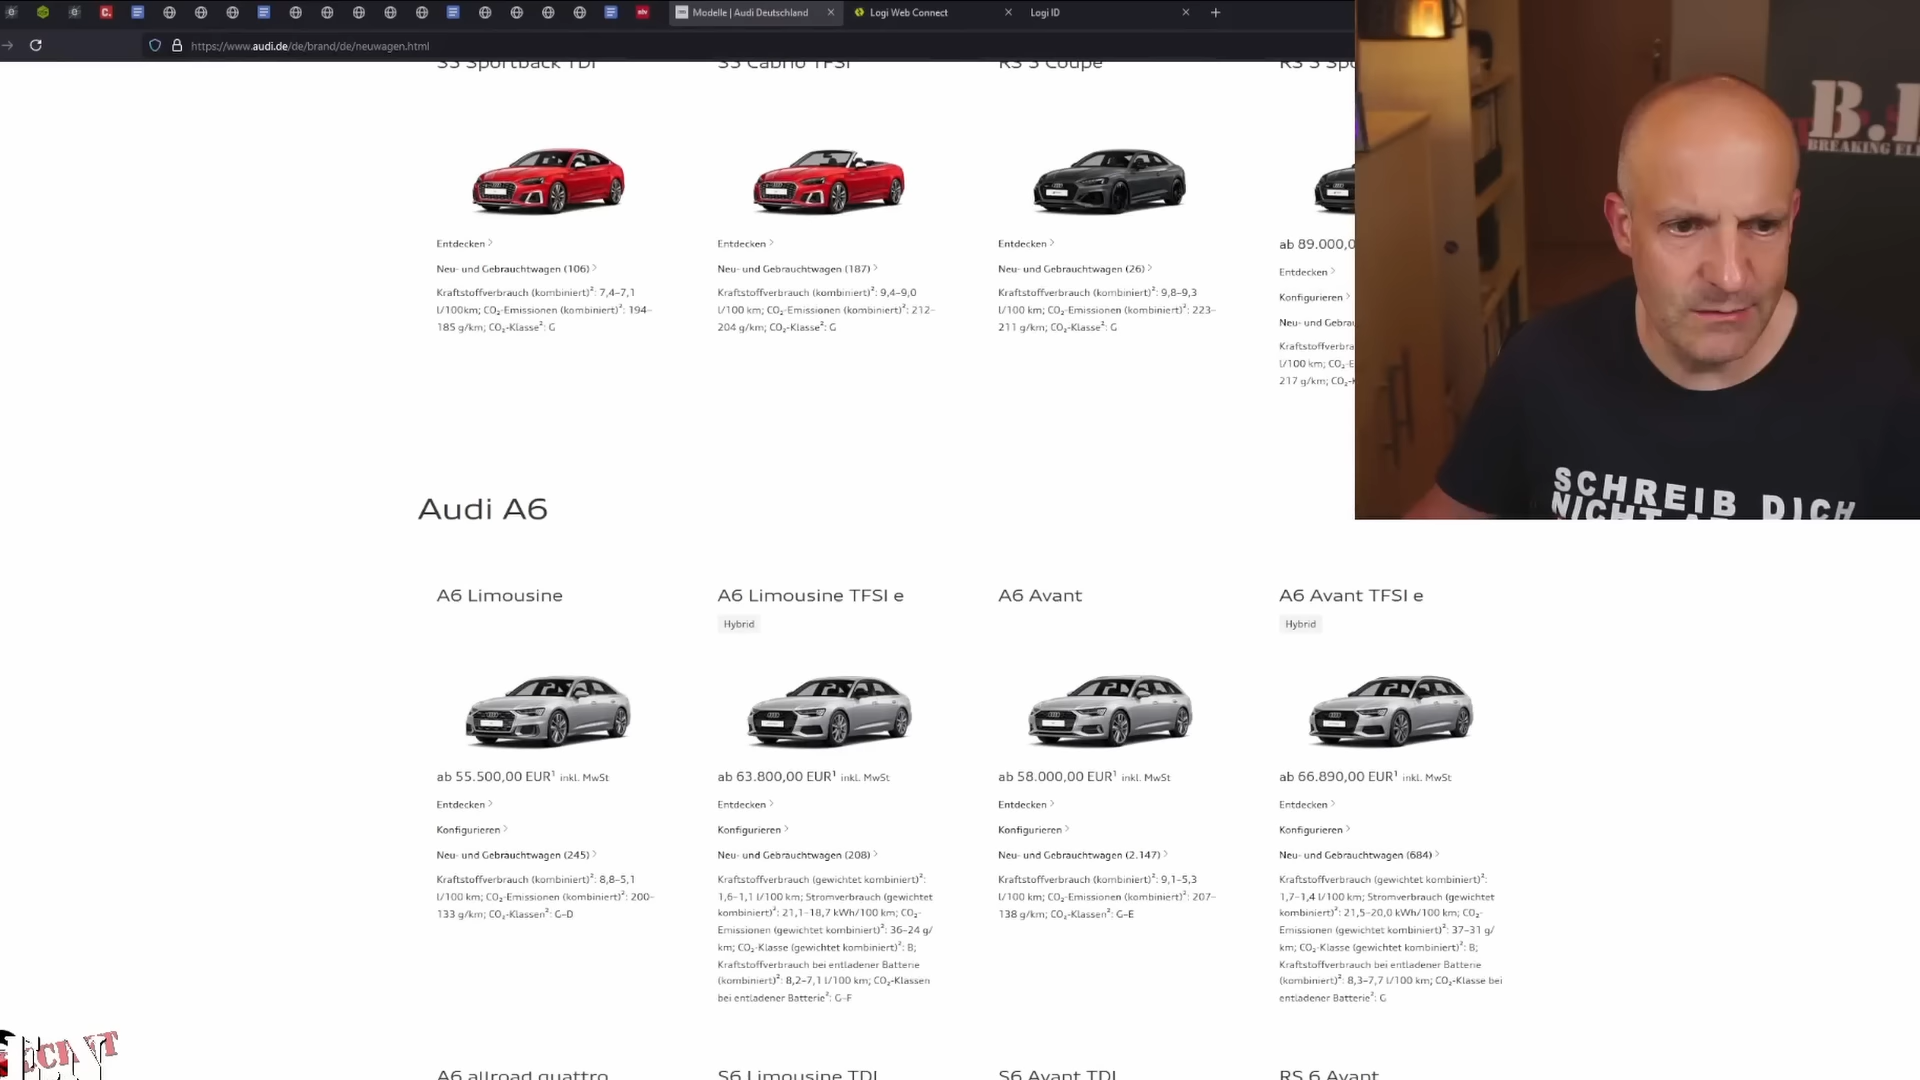 Modelle | Audi Deutschland
Logi Web Connect
Logi ID
https://www.audi.de/de/brand/de/neuwagen.html
S5 Sportback TDI
S5 Cabrio TFSI
RS 5 Coupé
RS 5 Spo
Entdecken
Neu- und Gebrauchtwagen (106)
Kraftstoffverbrauch (kombiniert)²: 7,4–7,1
l/100km; CO₂-Emissionen (kombiniert)²: 194–
185 g/km; CO₂-Klasse²: G
Entdecken
Neu- und Gebrauchtwagen (187)
Kraftstoffverbrauch (kombiniert)²: 9,4–9,0
l/100 km; CO₂-Emissionen (kombiniert)²: 212–
204 g/km; CO₂-Klasse²: G
Entdecken
Neu- und Gebrauchtwagen (26)
Kraftstoffverbrauch (kombiniert)²: 9,8–9,3
l/100 km; CO₂-Emissionen (kombiniert)²: 223–
211 g/km; CO₂-Klasse²: G
ab 89.000,0
Entdecken
Konfigurieren
Neu- und Gebrau
Kraftstoffverbra
l/100 km; CO₂-E
217 g/km; CO₂-K
B.
BREAKING EL
SCHREIB DICH
NICHT
Audi A6
A6 Limousine
ab 55.500,00 EUR¹ inkl. MwSt
Entdecken
Konfigurieren
Neu- und Gebrauchtwagen (245)
Kraftstoffverbrauch (kombiniert)²: 8,8–5,1
l/100 km; CO₂-Emissionen (kombiniert)²: 200–
133 g/km; CO₂-Klassen²: G–D
A6 Limousine TFSI e
Hybrid
ab 63.800,00 EUR¹ inkl. MwSt
Entdecken
Konfigurieren
Neu- und Gebrauchtwagen (208)
Kraftstoffverbrauch (gewichtet kombiniert)²:
1,6–1,1 l/100 km; Stromverbrauch (gewichtet
kombiniert)²: 21,1–18,7 kWh/100 km; CO₂-
Emissionen (gewichtet kombiniert)²: 36–24 g/
km; CO₂-Klasse (gewichtet kombiniert)²: B;
Kraftstoffverbrauch bei entladener Batterie
(kombiniert)²: 8,2–7,1 l/100 km; CO₂-Klassen
bei entladener Batterie²: G–F
A6 Avant
ab 58.000,00 EUR¹ inkl. MwSt
Entdecken
Konfigurieren
Neu- und Gebrauchtwagen (2.147)
Kraftstoffverbrauch (kombiniert)²: 9,1–5,3
l/100 km; CO₂-Emissionen (kombiniert)²: 207–
138 g/km; CO₂-Klassen²: G–E
A6 Avant TFSI e
Hybrid
ab 66.890,00 EUR¹ inkl. MwSt
Entdecken
Konfigurieren
Neu- und Gebrauchtwagen (684)
Kraftstoffverbrauch (gewichtet kombiniert)²:
1,7–1,4 l/100 km; Stromverbrauch (gewichtet
kombiniert)²: 21,5–20,0 kWh/100 km; CO₂-
Emissionen (gewichtet kombiniert)²: 37–31 g/
km; CO₂-Klasse (gewichtet kombiniert)²: B;
Kraftstoffverbrauch bei entladener Batterie
(kombiniert)²: 8,3–7,7 l/100 km; CO₂-Klasse bei
entladener Batterie²: G
A6 allroad quattro
S6 Limousine TDI
S6 Avant TDI
RS 6 Avant